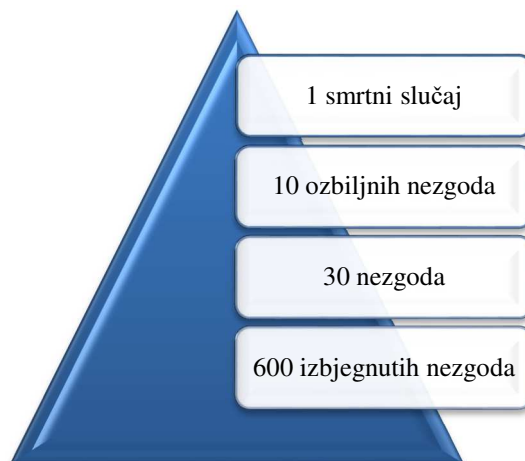 1 smrtni slučaj
10 ozbiljnih nezgoda
30 nezgoda
600 izbjegnutih nezgoda